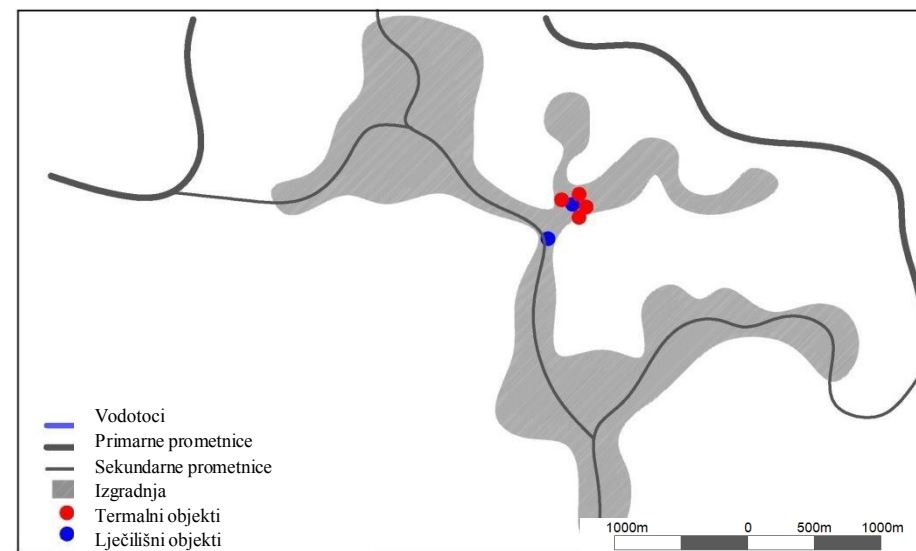 Vodotoci
Primarne prometnice
Sekundarne prometnice
Izgradnja
Termalni objekti
Lječilišni objekti
1000m 0 500m 1000m